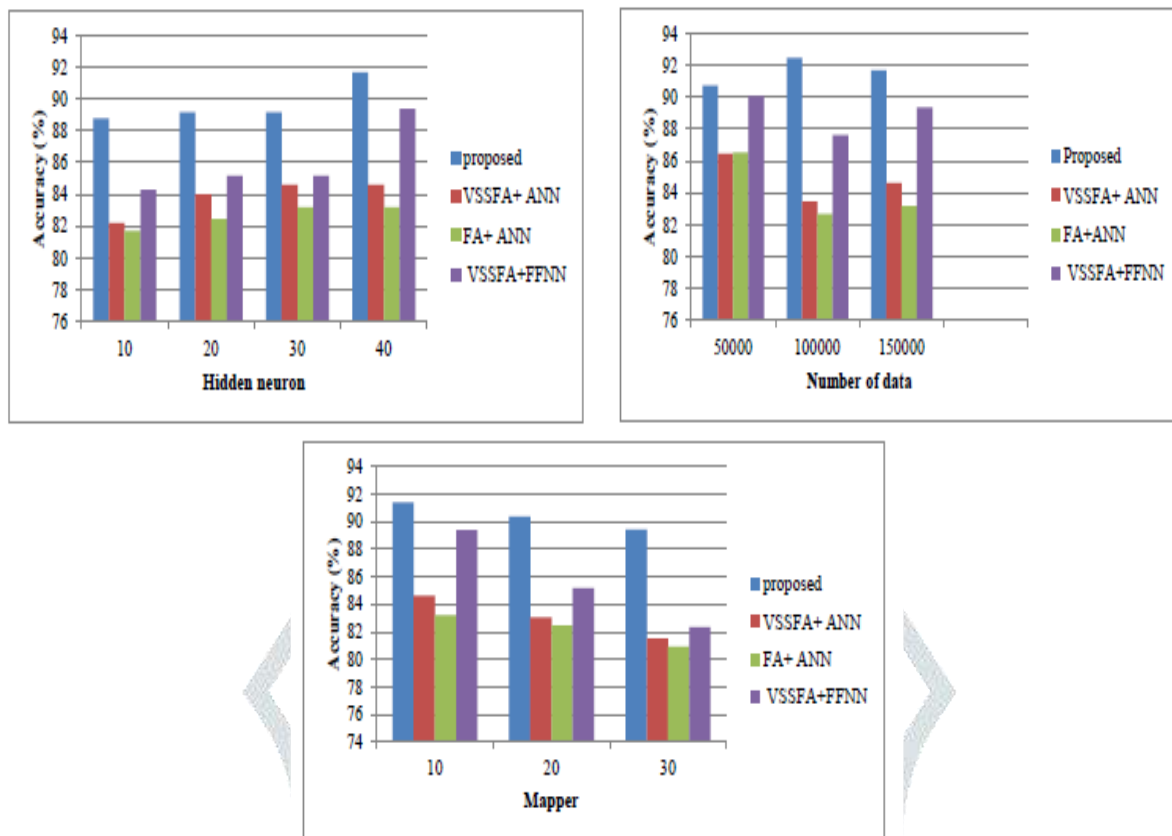 94
92
90
88
86
84
82
80
78
76
Accuracy (%)
10 20 30 40
Hidden neuron
proposed
VSSFA+ ANN
FA+ ANN
VSSFA+FFNN
94
92
90
88
86
84
82
80
78
76
Accuracy (%)
50000 100000 150000
Number of data
Proposed
VSSFA+ ANN
FA+ANN
VSSFA+FFNN
94
92
90
88
86
84
82
80
78
76
74
Accuracy (%)
10 20 30
Mapper
proposed
VSSFA+ ANN
FA+ ANN
VSSFA+FFNN